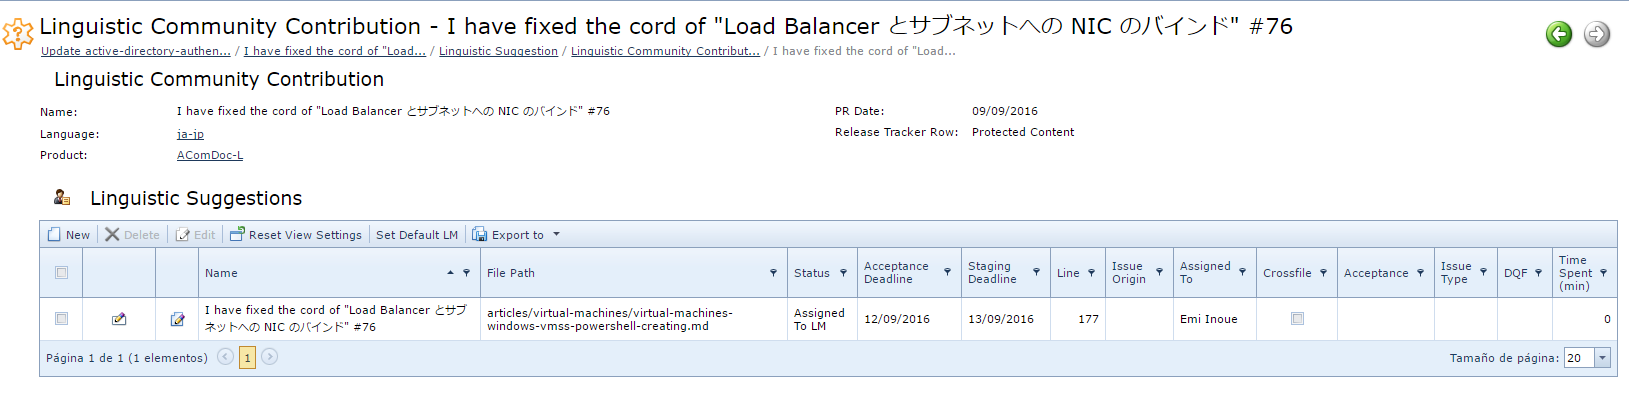 Linguistic Community Contribution - I have fixed the cord of "Load Balancer とサブネットへの NIC のバインド" #76
Update active-directory-authen... / I have fixed the cord of "Load... / Linguistic Suggestion / Linguistic Community Contribut... / I have fixed the cord of "Load...
Linguistic Community Contribution
Name: I have fixed the cord of "Load Balancer とサブネットへの NIC のバインド" #76 PR Date: 09/09/2016
Language: ja-jp Release Tracker Row: Protected Content
Product: AComDoc-L
Linguistic Suggestions
New Delete Edit Reset View Settings Set Default LM Export to
Name File Path Status Acceptance Deadline Staging Deadline Line Issue Origin Assigned To Crossfile Acceptance Issue Type DQF Time Spent (min)
I have fixed the cord of "Load Balancer とサブ
ネットへの NIC のバインド" #76
articles/virtual-machines/virtual-machines-
windows-vmss-powershell-creating.md
Assigned
To LM
12/09/2016 13/09/2016 177 Emi Inoue 0
Página 1 de 1 (1 elementos) 1 Tamaño de página: 20